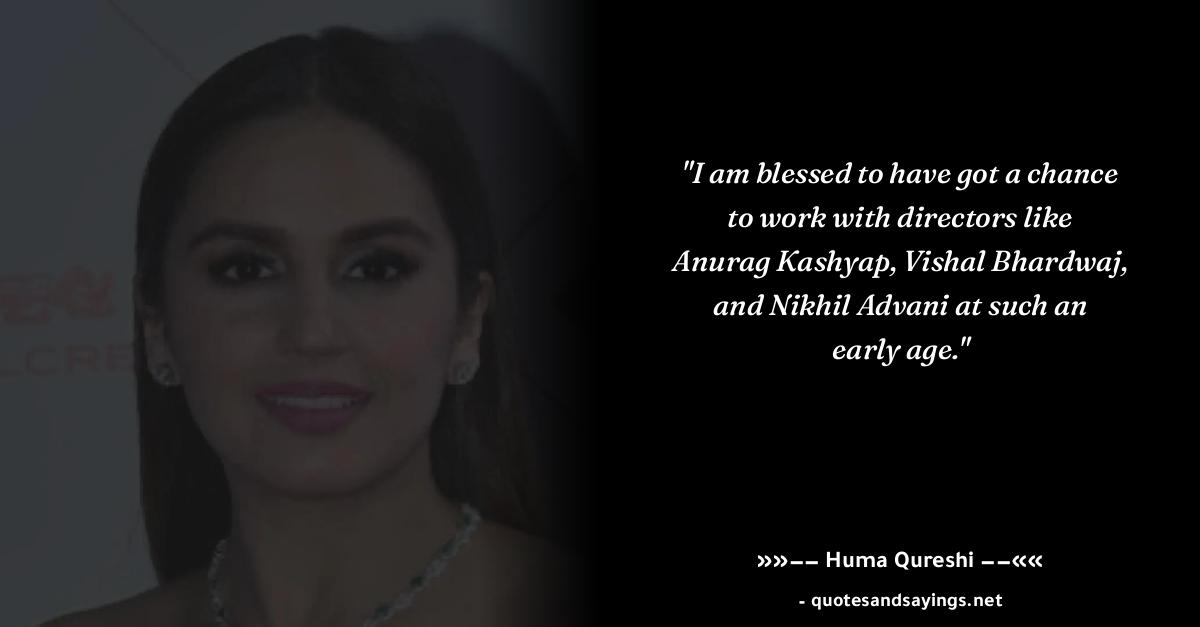 "I am blessed to have got a chance
to work with directors like
Anurag Kashyap, Vishal Bhardwaj,
and Nikhil Advani at such an
early age."
»»–– Huma Qureshi ––««
- quotesandsayings.net
LCRE